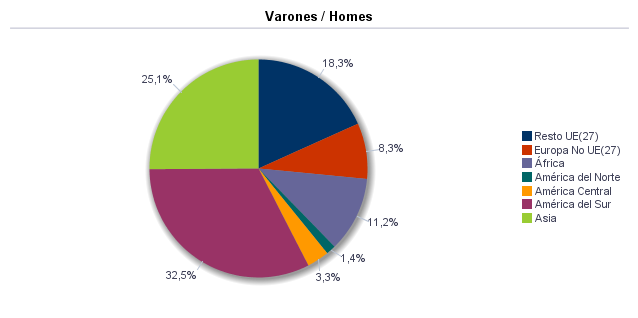 Varones / Homes
18,3%
25,1%
8,3%
11,2%
1,4%
3,3%
32,5%
Resto UE(27)
Europa No UE(27)
África
América del Norte
América Central
América del Sur
Asia